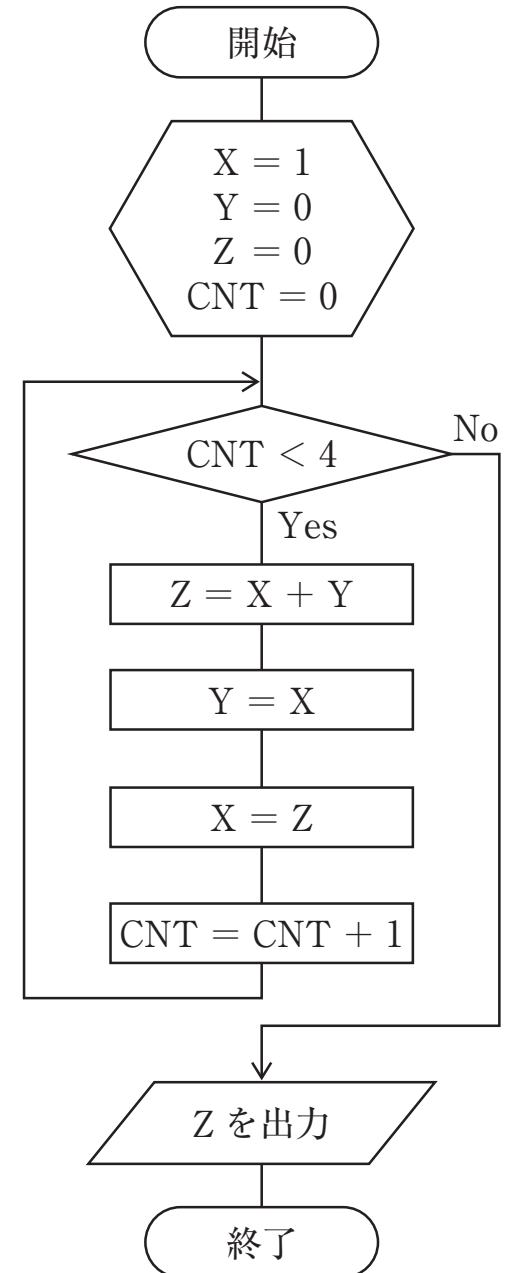 開始
X = 1
Y = 0
Z = 0
CNT = 0
CNT < 4
No
Yes
Z = X + Y
Y = X
X = Z
CNT = CNT + 1
Z を出力
終了